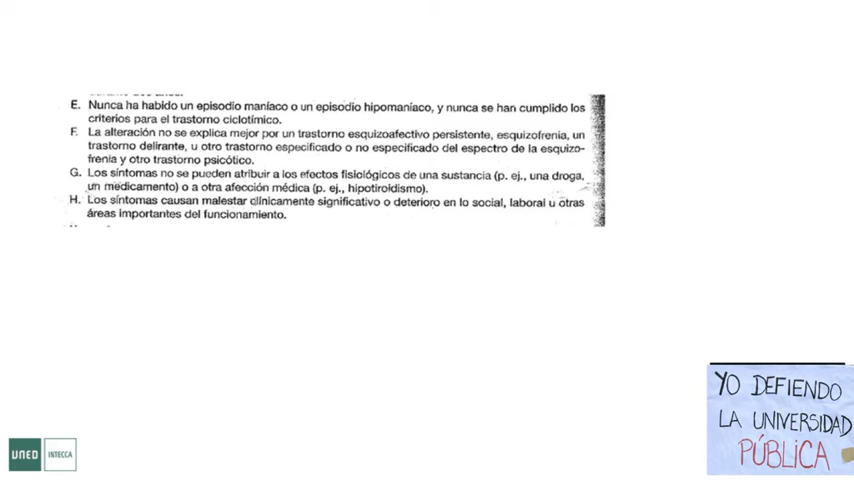 E. Nunca ha habido un episodio maníaco o un episodio hipomaníaco, y nunca se han cumplido los
criterios para el trastorno ciclotímico.
F. La alteración no se explica mejor por un trastorno esquizoafectivo persistente, esquizofrenia, un
trastorno delirante, u otro trastorno especificado o no especificado del espectro de la esquizo-
frenia y otro trastorno psicótico.
G. Los síntomas no se pueden atribuir a los efectos fisiológicos de una sustancia (p. ej., una droga,
un medicamento) o a otra afección médica (p. ej., hipotiroidismo).
H. Los síntomas causan malestar clínicamente significativo o deterioro en lo social, laboral u otras
áreas importantes del funcionamiento.
YO DEFIENDO
LA UNIVERSIDAD
PÚBLICA
UNED INTECCA